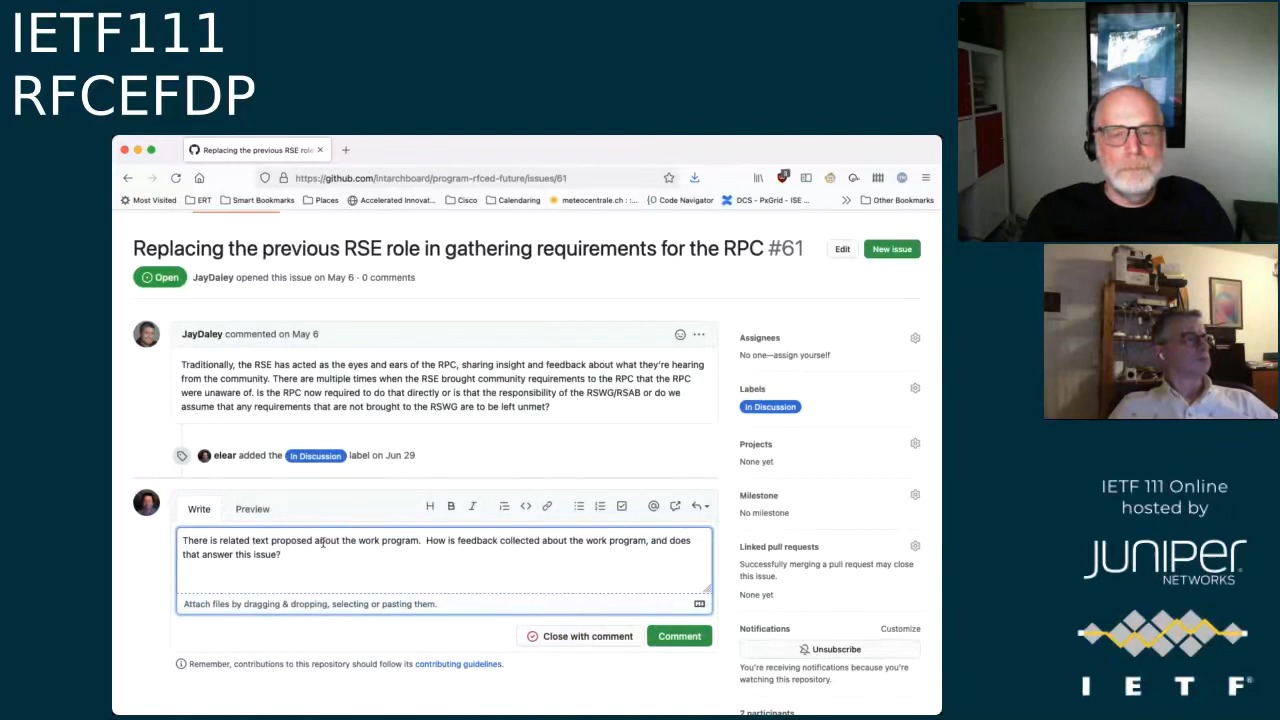 IETF111
RFCEFDP
Replacing the previous RSE role
https://github.com/intarchboard/program-rfced-future/issues/61
Most Visited
ERT
Smart Bookmarks
Places
Accelerated Innovat...
Cisco
Calendaring
meteocentrale.ch : ...
Code Navigator
DCS - PxGrid - ISE ...
Other Bookmarks
Replacing the previous RSE role in gathering requirements for the RPC #61
Edit
New issue
Open
JayDaley opened this issue on May 6 · 0 comments
JayDaley commented on May 6
Traditionally, the RSE has acted as the eyes and ears of the RPC, sharing insight and feedback about what they're hearing
from the community. There are multiple times when the RSE brought community requirements to the RPC that the RPC
were unaware of. Is the RPC now required to do that directly or is that the responsibility of the RSWG/RSAB or do we
assume that any requirements that are not brought to the RSWG are to be left unmet?
elear added the In Discussion label on Jun 29
Write
Preview
There is related text proposed about the work program. How is feedback collected about the work program, and does
that answer this issue?
Attach files by dragging & dropping, selecting or pasting them.
Close with comment
Comment
Remember, contributions to this repository should follow its contributing guidelines.
Assignees
No one—assign yourself
Labels
In Discussion
Projects
None yet
Milestone
No milestone
Linked pull requests
Successfully merging a pull request may close
this issue.
None yet
Notifications
Customize
Unsubscribe
You're receiving notifications because you're
watching this repository.
2 participants
IETF 111 Online
hosted by
JUNIPER
NETWORKS
I E T F